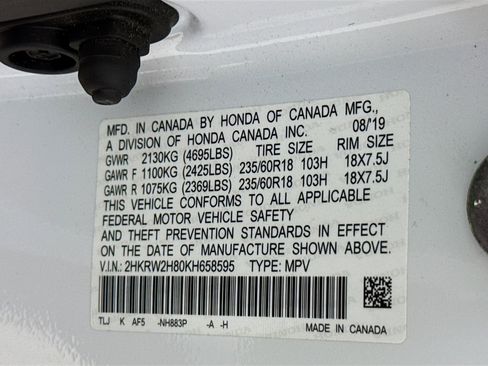 MFD. IN CANADA BY HONDA OF CANADA MFG.,
A DIVISION OF HONDA CANADA INC. 08/'19
GVWR 2130KG (4695LBS) TIRE SIZE RIM SIZE
GAWR F 1100KG (2425LBS) 235/60R18 103H 18X7.5J
GAWR R 1075KG (2369LBS) 235/60R18 103H 18X7.5J
THIS VEHICLE CONFORMS TO ALL APPLICABLE
FEDERAL MOTOR VEHICLE SAFETY
AND THEFT PREVENTION STANDARDS IN EFFECT
ON THE DATE OF MANUFACTURE SHOWN ABOVE.
V.I.N.: 2HKRW2H80KH658595 TYPE: MPV
TLJ K AF5 -NH883P -A -H
MADE IN CANADA